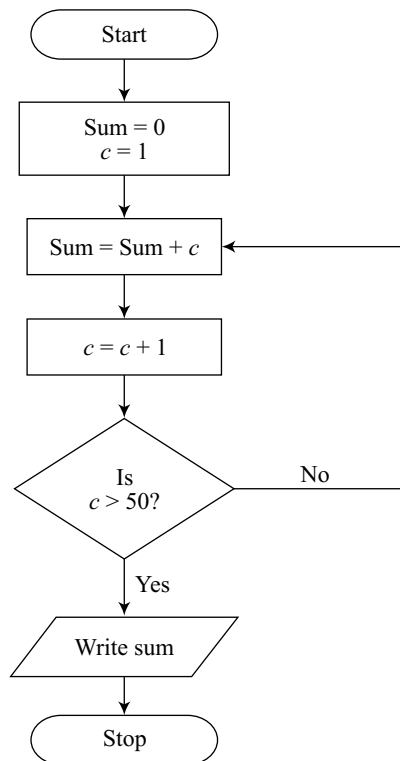 Start
Sum = 0
c = 1
Sum = Sum + c
c = c + 1
Is
c > 50?
No
Yes
Write sum
Stop